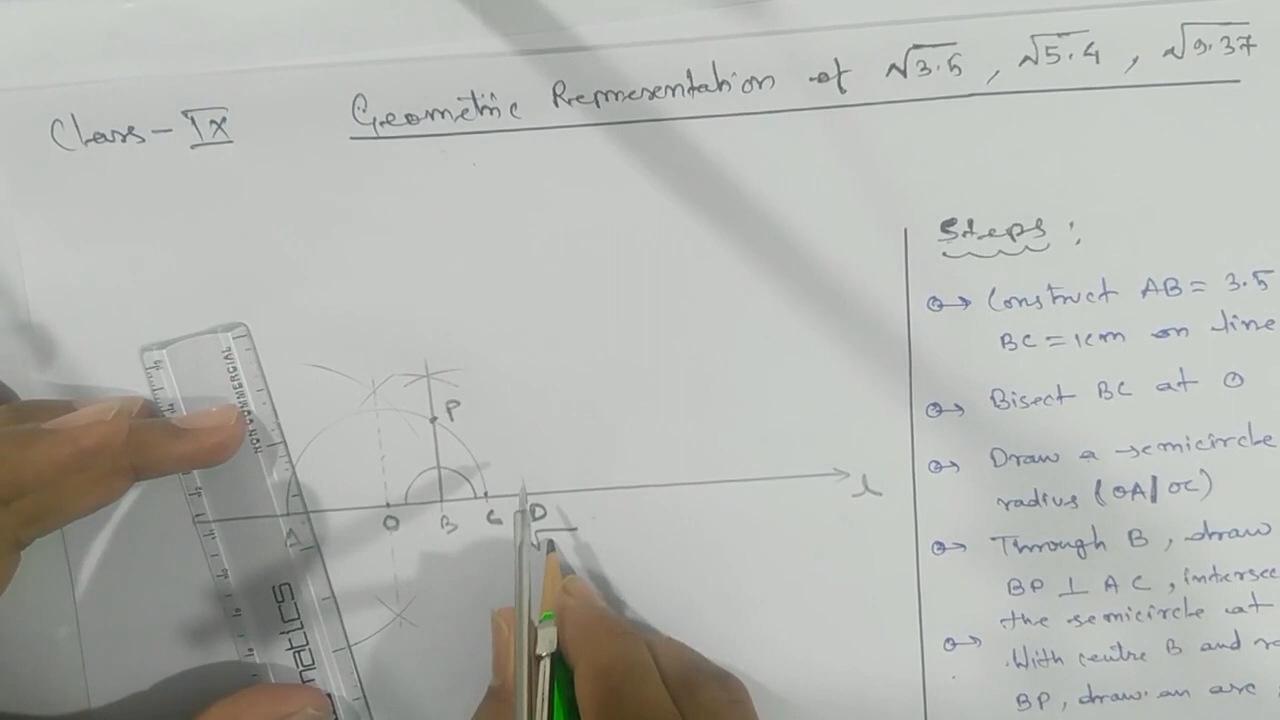 Class - IX
Geometric Representation of √3.5, √5.4, √9.37
Steps:
Construct AB = 3.5
BC = 1cm on line
Bisect BC at O
Draw a semicircle
radius (OA/OC)
Through B, draw
BP ⊥ AC, interse
the semicircle at
With centre B and ra
BP, draw an arc
P
l
A
O
B
C
D
√
NON COMMERCIAL
matics